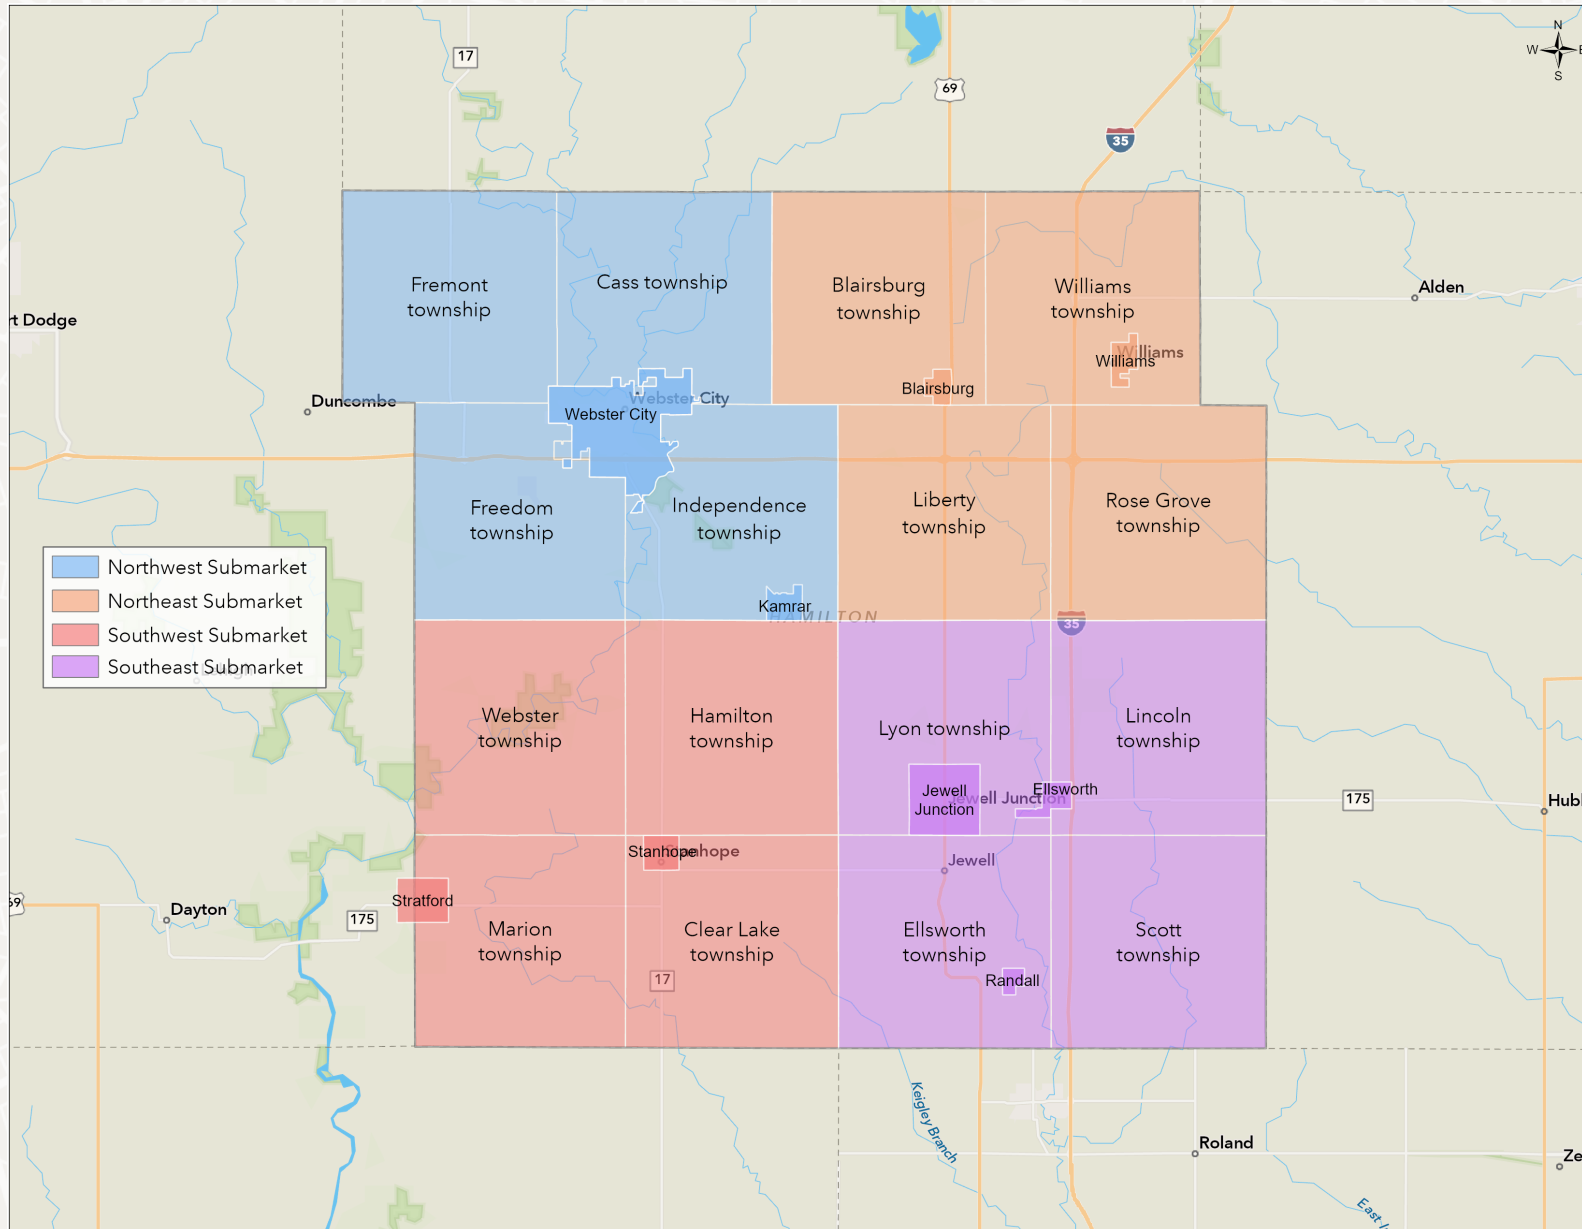 N
W
E
S
17
69
35
Fremont
township
Cass township
Blairsburg
township
Williams
township
Alden
rt Dodge
Williams
Williams
Blairsburg
Duncombe
Webster City
Webster City
Freedom
township
Independence
township
Liberty
township
Rose Grove
township
Northwest Submarket
Northeast Submarket
Southwest Submarket
Southeast Submarket
Kamrar
HAMILTON
35
Webster
township
Hamilton
township
Lyon township
Lincoln
township
Jewell
Junction
Jewell Junction
Ellsworth
175
Hubl
Stanhope
Stanhope
Jewell
Stratford
69
Dayton
175
Marion
township
Clear Lake
township
Ellsworth
township
Scott
township
17
Randall
Keigley Branch
Roland
Ze
East I